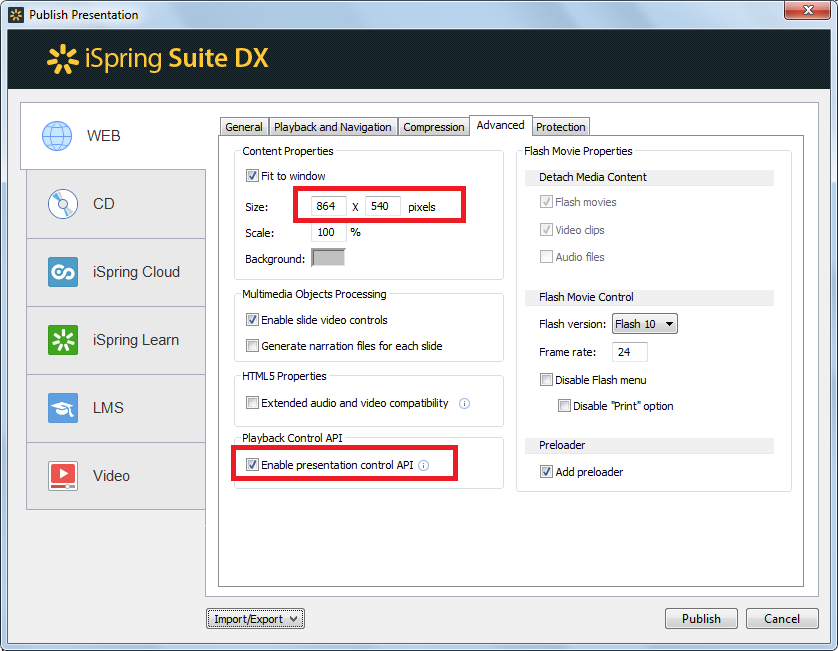 Publish Presentation
iSpring Suite DX
WEB
CD
iSpring Cloud
iSpring Learn
LMS
Video
General
Playback and Navigation
Compression
Advanced
Protection
Content Properties
Fit to window
Size: 864 X 540 pixels
Scale: 100 %
Background:
Multimedia Objects Processing
Enable slide video controls
Generate narration files for each slide
HTML5 Properties
Extended audio and video compatibility
Playback Control API
Enable presentation control API
Flash Movie Properties
Detach Media Content
Flash movies
Video clips
Audio files
Flash Movie Control
Flash version: Flash 10
Frame rate: 24
Disable Flash menu
Disable "Print" option
Preloader
Add preloader
Import/Export
Publish
Cancel